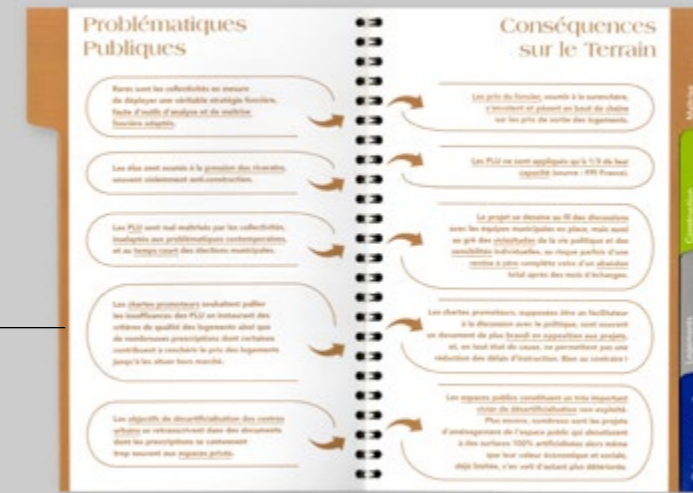 Problématiques
Publiques
Rares sont les collectivités en mesure
de déployer une véritable stratégie foncière,
faute d'outils d'analyse et de maîtrise
foncière adaptés.
Les élus sont soumis à la pression des riverains,
souvent violemment anti-construction.
Les PLU sont mal maîtrisés par les collectivités,
inadaptés aux problématiques contemporaines,
et au temps court des élections municipales.
Les chartes promoteurs souhaitent pallier
les insuffisances des PLU en instaurant des
critères de qualité des logements ainsi que
de nombreuses prescriptions dont certaines
contribuent à renchérir le prix des logements
jusqu'à les situer hors marché.
Les objectifs de désartificialisation des centres
urbains se retranscrivent dans des documents
dont les prescriptions se cantonnent
trop souvent aux espaces privés.
Conséquences
sur le Terrain
Les prix du foncier, soumis à la surenchère,
s'envolent et pèsent en bout de chaîne
sur les prix de sortie des logements.
Les PLU ne sont appliqués qu'à 1/3 de leur
capacité (source : FPI France).
Le projet se dessine au fil des discussions
avec les équipes municipales en place, mais aussi
au gré des vicissitudes de la vie politique et des
sensibilités individuelles, au risque parfois d'une
remise à zéro complète voire d'un abandon
total après des mois d'échanges.
Les chartes promoteurs, supposées être un facilitateur
à la discussion avec le politique, sont souvent
un document de plus brandi en opposition aux projets,
et, en tout état de cause, ne permettent pas une
réduction des délais d'instruction. Bien au contraire !
Les espaces publics constituent un très important
vivier de désartificialisation non exploité.
Plus encore, nombreux sont les projets
d'aménagement de l'espace public qui aboutissent
à des surfaces 100% artificialisées alors même
que leur valeur économique et sociale,
déjà limitée, s'en voit d'autant plus détériorée.
Logements